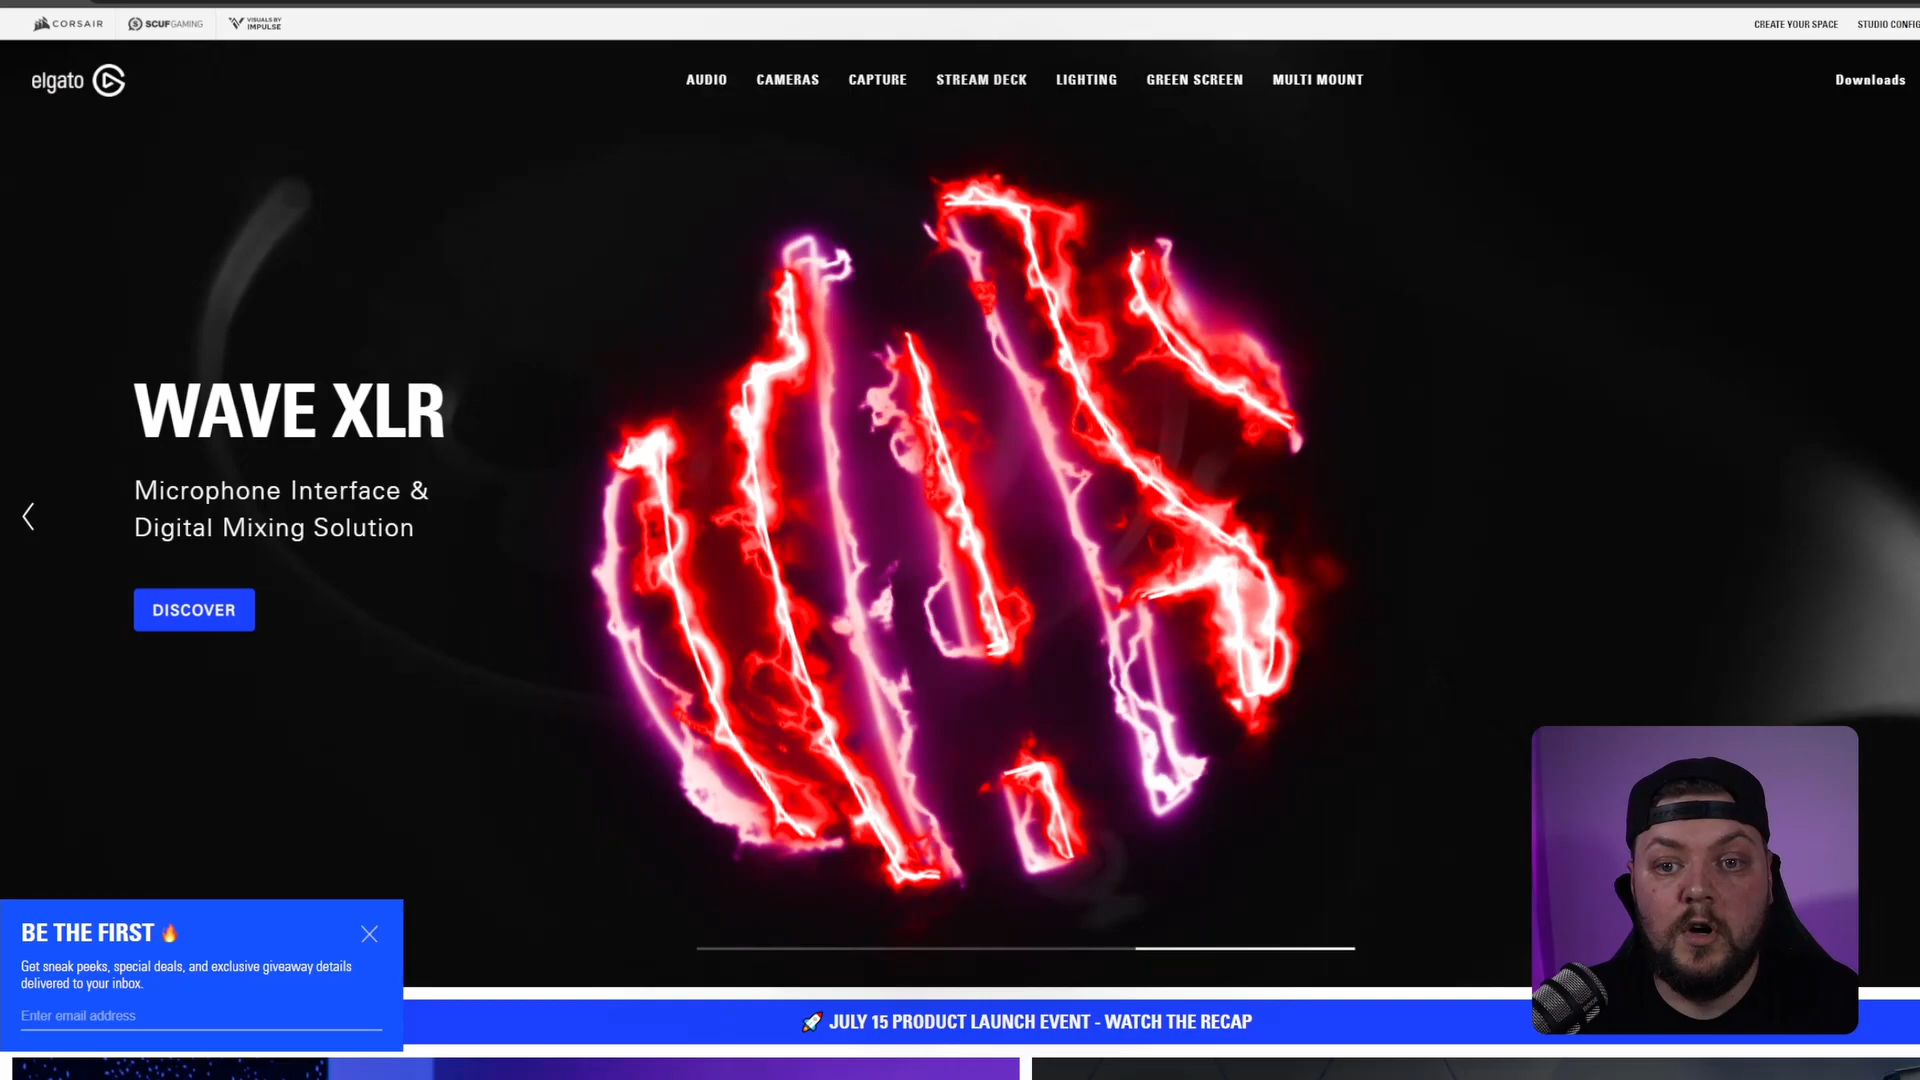 CORSAIR
SCUFGAMING
VISUALS BY
IMPULSE
CREATE YOUR SPACE
STUDIO CONFIG
elgato
AUDIO
CAMERAS
CAPTURE
STREAM DECK
LIGHTING
GREEN SCREEN
MULTI MOUNT
Downloads
WAVE XLR
Microphone Interface &
Digital Mixing Solution
DISCOVER
BE THE FIRST 🔥
Get sneak peeks, special deals, and exclusive giveaway details
delivered to your inbox.
Enter email address
🚀 JULY 15 PRODUCT LAUNCH EVENT - WATCH THE RECAP